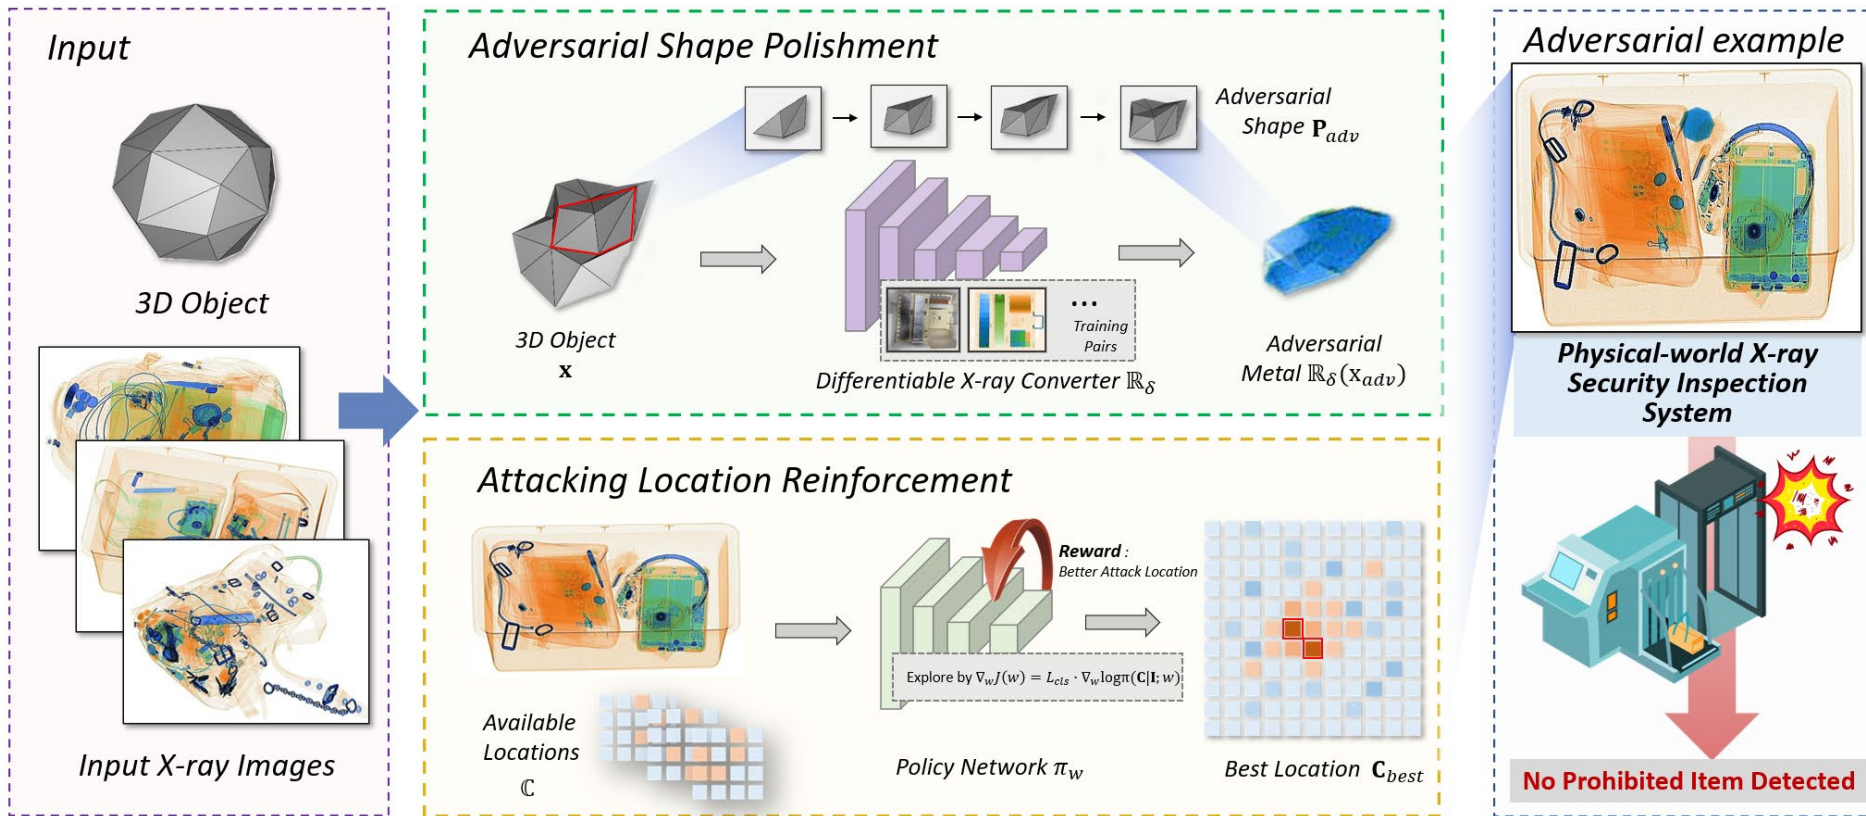 Input
3D Object
Input X-ray Images
Adversarial Shape Polishment
Adversarial
Shape P_adv
3D Object
x
...
Training
Pairs
Differentiable X-ray Converter ℝ_δ
Adversarial
Metal ℝ_δ(x_adv)
Attacking Location Reinforcement
Reward :
Better Attack Location
Explore by ∇_wJ(w) = L_cls · ∇_wlogπ(C|I; w)
Available
Locations
ℂ
Policy Network π_w
Best Location C_best
Adversarial example
Physical-world X-ray
Security Inspection
System
No Prohibited Item Detected